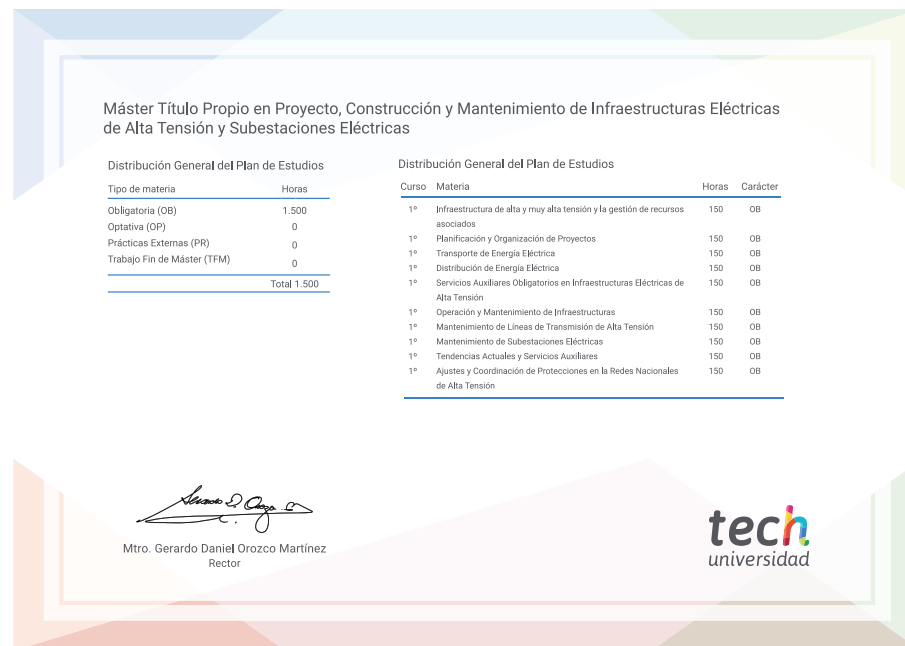 Máster Título Propio en Proyecto, Construcción y Mantenimiento de Infraestructuras Eléctricas
de Alta Tensión y Subestaciones Eléctricas
Distribución General del Plan de Estudios
Tipo de materia Horas
Obligatoria (OB) 1.500
Optativa (OP) 0
Prácticas Externas (PR) 0
Trabajo Fin de Máster (TFM) 0
Total 1.500
Distribución General del Plan de Estudios
Curso Materia Horas Carácter
1º Infraestructura de alta y muy alta tensión y la gestión de recursos 150 OB
asociados
1º Planificación y Organización de Proyectos 150 OB
1º Transporte de Energía Eléctrica 150 OB
1º Distribución de Energía Eléctrica 150 OB
1º Servicios Auxiliares Obligatorios en Infraestructuras Eléctricas de 150 OB
Alta Tensión
1º Operación y Mantenimiento de Infraestructuras 150 OB
1º Mantenimiento de Líneas de Transmisión de Alta Tensión 150 OB
1º Mantenimiento de Subestaciones Eléctricas 150 OB
1º Tendencias Actuales y Servicios Auxiliares 150 OB
1º Ajustes y Coordinación de Protecciones en la Redes Nacionales 150 OB
de Alta Tensión
Mtro. Gerardo Daniel Orozco Martínez
Rector
tech
universidad